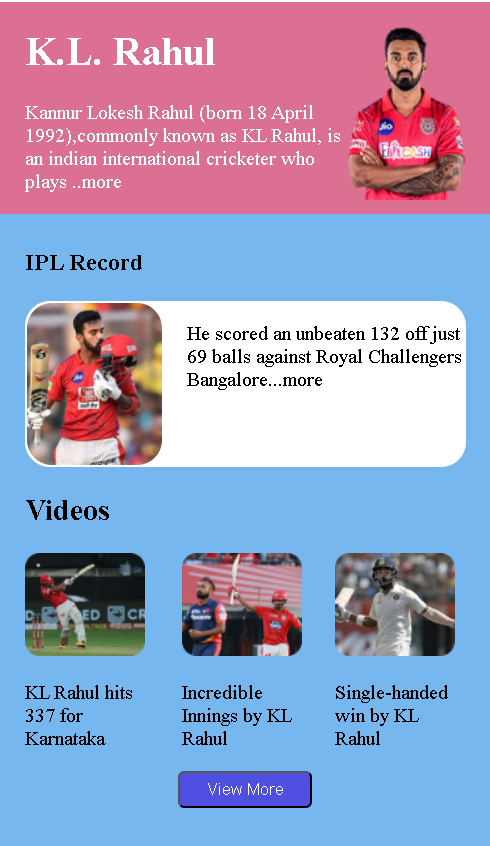 K.L. Rahul
Kannur Lokesh Rahul (born 18 April
1992),commonly known as KL Rahul, is
an indian international cricketer who
plays ..more
Jio
IPL Record
He scored an unbeaten 132 off just
69 balls against Royal Challengers
Bangalore...more
Jio
Videos
KL Rahul hits
337 for
Karnataka
Incredible
Innings by KL
Rahul
Single-handed
win by KL
Rahul
View More